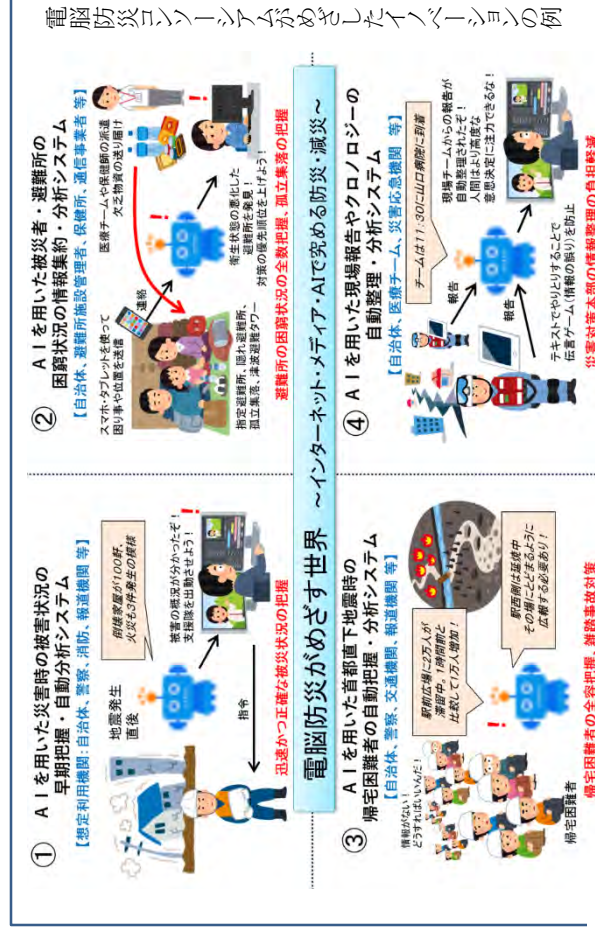 電脳防災コンソーシアムがめざしたイノベーションの例
① AIを用いた災害時の被害状況の
早期把握・自動分析システム
【想定利用機関:自治体、警察、消防、報道機関 等】
地震発生
直後
倒壊家屋が100軒、
火災も3件発生の模様
被害の概況が分かったぞ!
支援隊を出動させよう!
指令
迅速かつ正確な被災状況の把握
② AIを用いた被災者・避難所の
困窮状況の情報集約・分析システム
【自治体、避難所施設管理者、保健所、通信事業者 等】
スマホ・タブレットを使って
困り事や位置を送信
医療チームや保健師の派遣
欠乏物資の送り届け
連絡
指定避難所、隠れ避難所、
孤立集落、津波避難タワー
衛生状態の悪化した
避難所を発見!
対策の優先順位を上げよう!
避難所の困窮状況の全数把握、孤立集落の把握
電脳防災がめざす世界 ~インターネット・メディア・AIで究める防災・減災~
③ AIを用いた首都直下地震時の
帰宅困難者の自動把握・分析システム
【自治体、警察、交通機関、報道機関 等】
情報がない!
どうすればいいんだ!
駅前広場に2万人が
滞留中。1時間前と
比較して1万人増加!
駅西側は延焼中
その場にとどまるように
広報する必要あり!
帰宅困難者
帰宅困難者の全容把握、雑踏事故対策
④ AIを用いた現場報告やクロノロジーの
自動整理・分析システム
【自治体、医療チーム、災害応急機関 等】
チームは11:30に山口病院に到着
報告
報告
現場チームからの報告が
自動整理されたぞ!
人間はより高度な
意思決定に注力できるな!
テキストでやりとりすることで
伝言ゲーム(情報の誤り)を防止
災害対策本部の情報整理の負担軽減